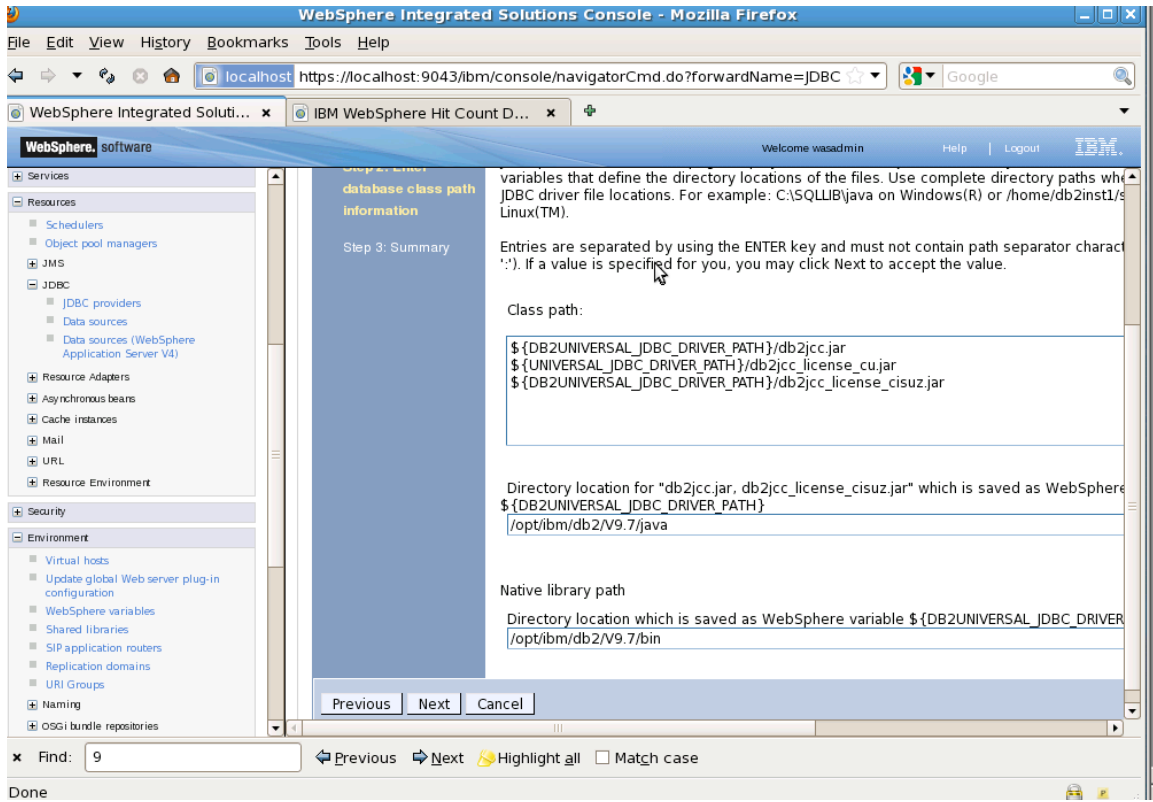 WebSphere Integrated Solutions Console - Mozilla Firefox
File Edit View History Bookmarks Tools Help
localhost https://localhost:9043/ibm/console/navigatorCmd.do?forwardName=JDBC Google
WebSphere Integrated Soluti... IBM WebSphere Hit Count D...
WebSphere. software Welcome wasadmin Help | Logout IBM.
Services
Resources
Schedulers
Object pool managers
JMS
JDBC
JDBC providers
Data sources
Data sources (WebSphere
Application Server V4)
Resource Adapters
Asynchronous beans
Cache instances
Mail
URL
Resource Environment
Security
Environment
Virtual hosts
Update global Web server plug-in
configuration
WebSphere variables
Shared libraries
SIP application routers
Replication domains
URI Groups
Naming
OSGi bundle repositories
Step 2: Enter
database class path
information
Step 3: Summary
variables that define the directory locations of the files. Use complete directory paths whe
JDBC driver file locations. For example: C:\SQLLIB\java on Windows(R) or /home/db2inst1/s
Linux(TM).
Entries are separated by using the ENTER key and must not contain path separator charact
':'). If a value is specified for you, you may click Next to accept the value.
Class path:
${DB2UNIVERSAL_JDBC_DRIVER_PATH}/db2jcc.jar
${UNIVERSAL_JDBC_DRIVER_PATH}/db2jcc_license_cu.jar
${DB2UNIVERSAL_JDBC_DRIVER_PATH}/db2jcc_license_cisuz.jar
Directory location for "db2jcc.jar, db2jcc_license_cisuz.jar" which is saved as WebSphere
${DB2UNIVERSAL_JDBC_DRIVER_PATH}
/opt/ibm/db2/V9.7/java
Native library path
Directory location which is saved as WebSphere variable ${DB2UNIVERSAL_JDBC_DRIVER
/opt/ibm/db2/V9.7/bin
Previous Next Cancel
Find: 9 Previous Next Highlight all Match case
Done